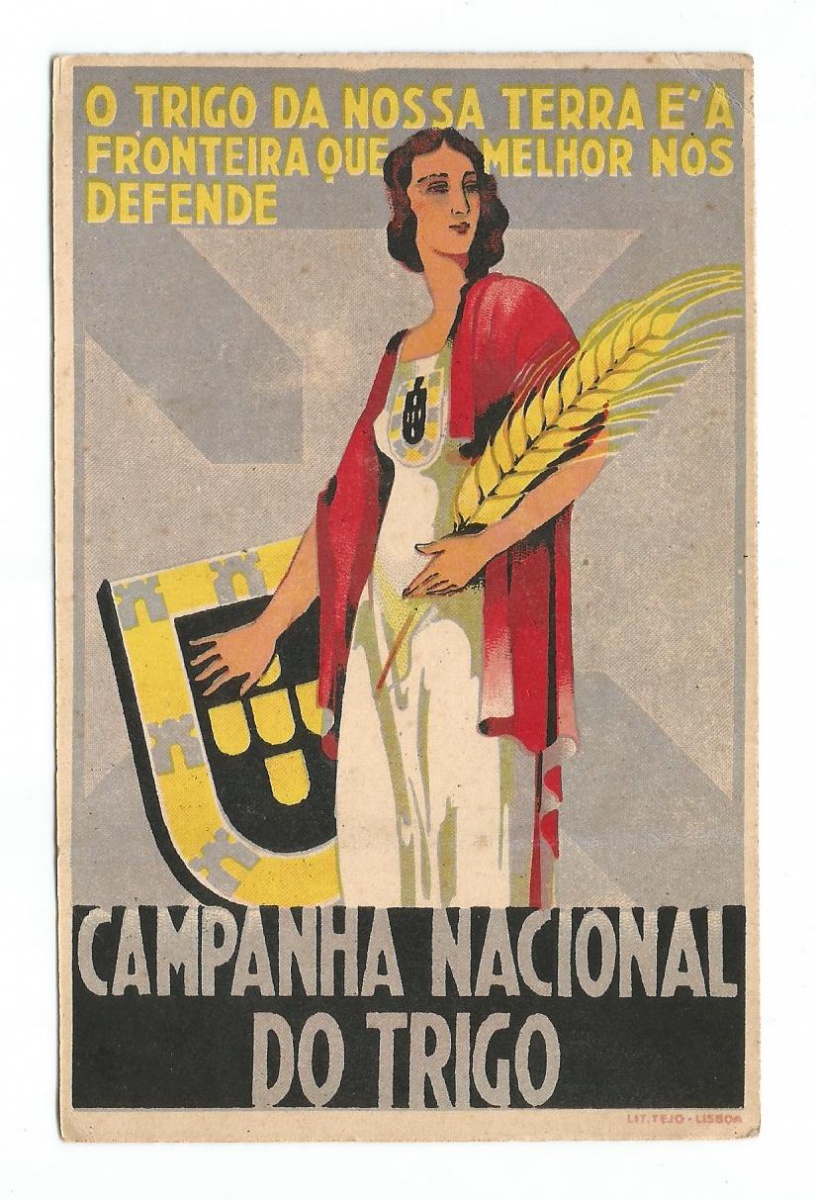 O TRIGO DA NOSSA TERRA E'A
FRONTEIRA QUE MELHOR NOS
DEFENDE
CAMPANHA NACIONAL
DO TRIGO
LIT. TEJO - LISBOA